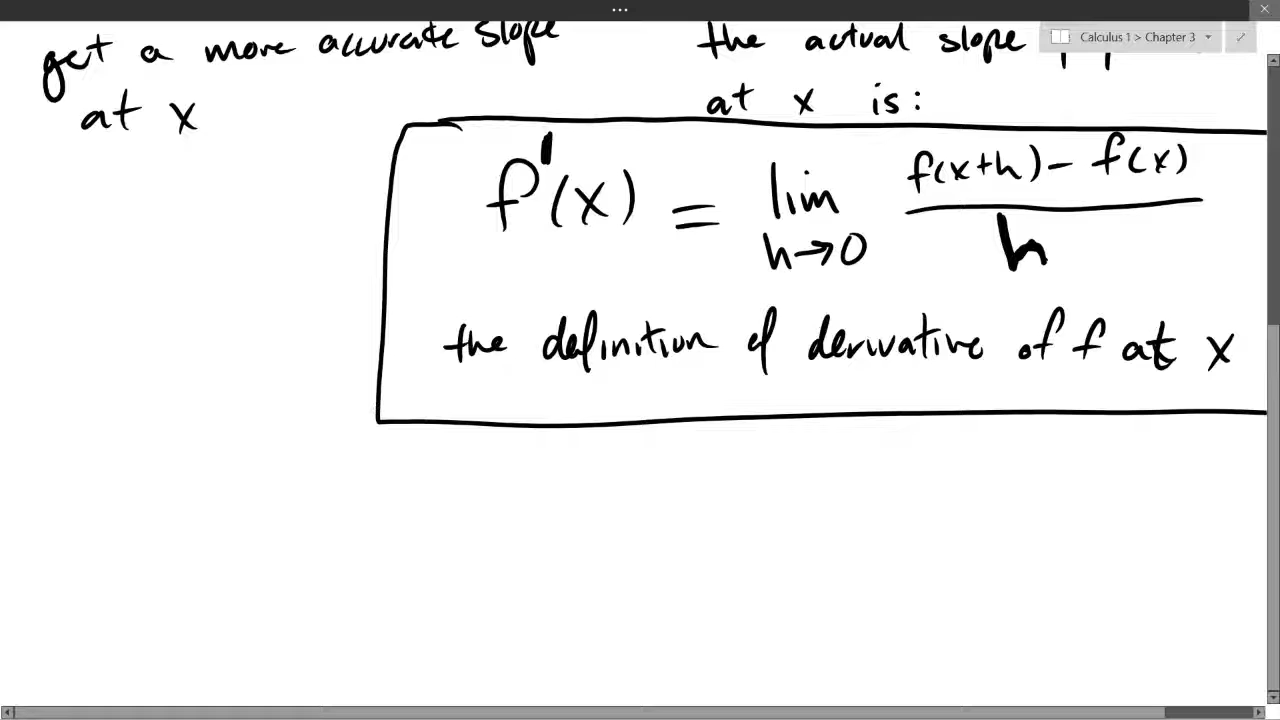 ...
Calculus 1 > Chapter 3
get a more accurate slope
at x
the actual slope
at x is:
f'(x) = lim h→0 f(x+h) - f(x) / h
the definition of derivative of f at x